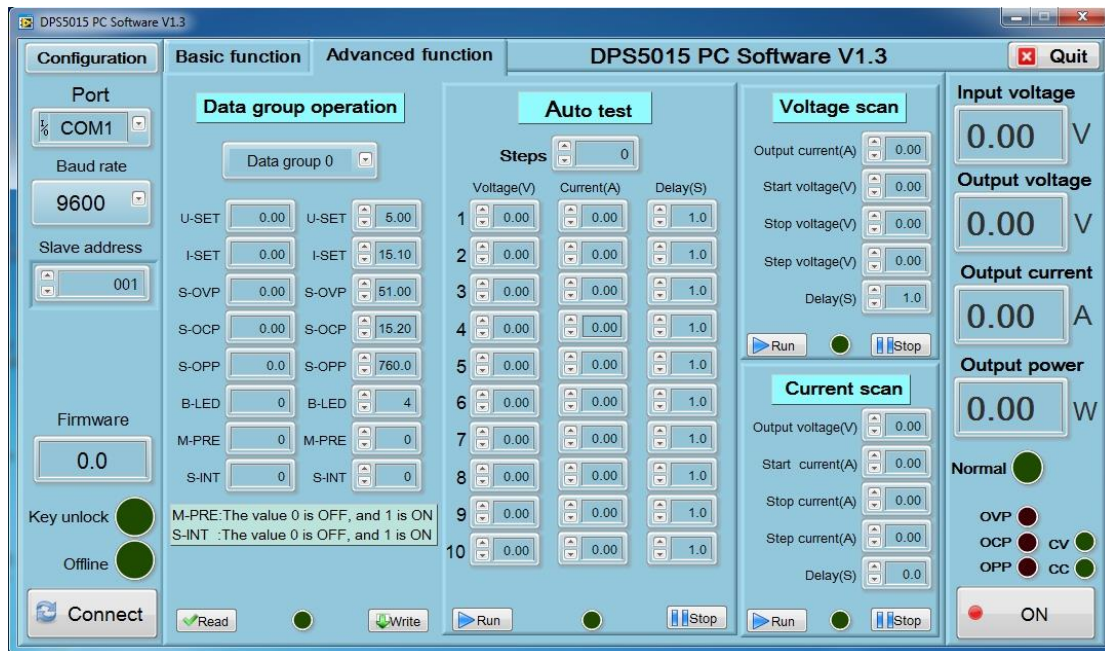 DPS5015 PC Software V1.3
Configuration
Basic function
Advanced function
DPS5015 PC Software V1.3
Quit
Port
COM1
Baud rate
9600
Slave address
001
Firmware
0.0
Key unlock
Offline
Connect
Data group operation
Data group 0
U-SET 0.00 U-SET 5.00
I-SET 0.00 I-SET 15.10
S-OVP 0.00 S-OVP 51.00
S-OCP 0.00 S-OCP 15.20
S-OPP 0.0 S-OPP 760.0
B-LED 0 B-LED 4
M-PRE 0 M-PRE 0
S-INT 0 S-INT 0
M-PRE:The value 0 is OFF, and 1 is ON
S-INT :The value 0 is OFF, and 1 is ON
Read Write
Auto test
Steps 0
Voltage(V) Current(A) Delay(S)
1 0.00 0.00 1.0
2 0.00 0.00 1.0
3 0.00 0.00 1.0
4 0.00 0.00 1.0
5 0.00 0.00 1.0
6 0.00 0.00 1.0
7 0.00 0.00 1.0
8 0.00 0.00 1.0
9 0.00 0.00 1.0
10 0.00 0.00 1.0
Run Stop
Voltage scan
Output current(A) 0.00
Start voltage(V) 0.00
Stop voltage(V) 0.00
Step voltage(V) 0.00
Delay(S) 1.0
Run Stop
Current scan
Output voltage(V) 0.00
Start current(A) 0.00
Stop current(A) 0.00
Step current(A) 0.00
Delay(S) 0.0
Run Stop
Input voltage
0.00 V
Output voltage
0.00 V
Output current
0.00 A
Output power
0.00 W
Normal
OVP
OCP CV
OPP CC
ON